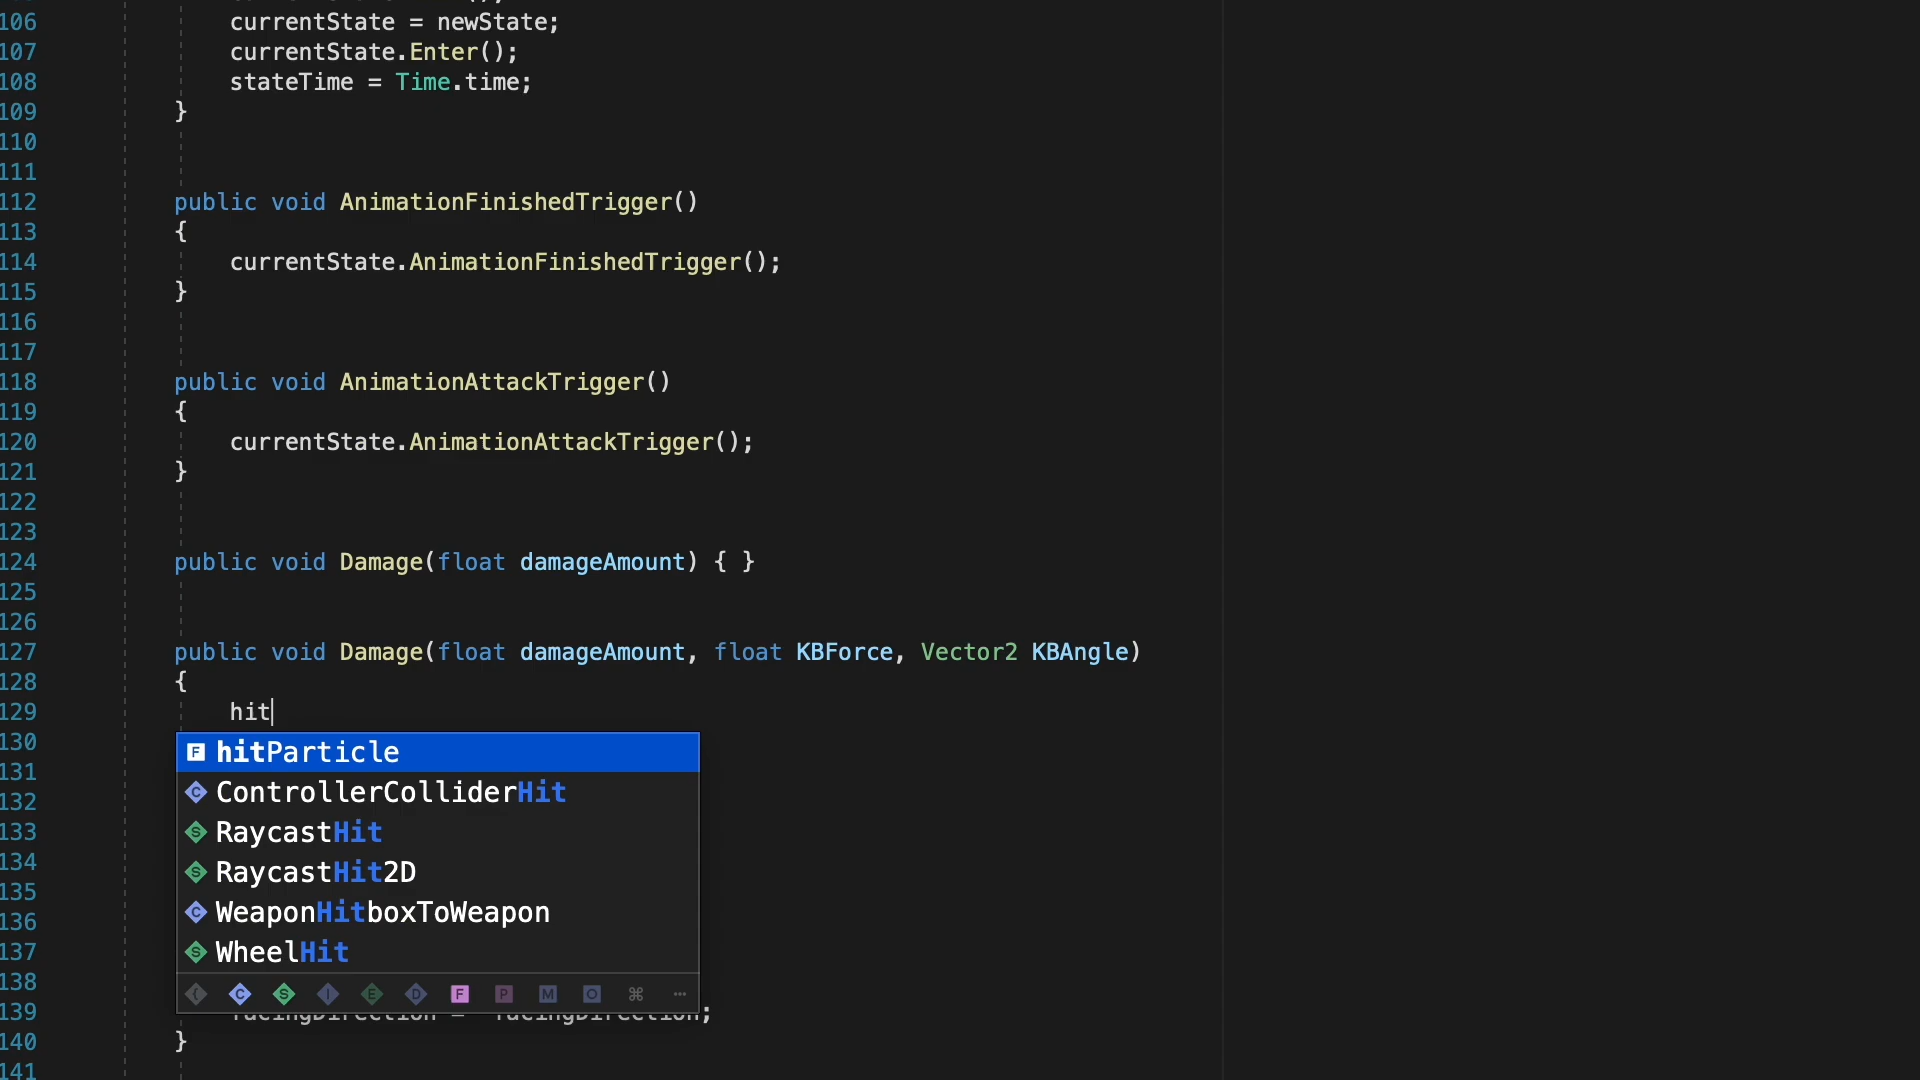 106 currentState = newState;
107 currentState.Enter();
108 stateTime = Time.time;
109 }
110
111
112 public void AnimationFinishedTrigger()
113 {
114 currentState.AnimationFinishedTrigger();
115 }
116
117
118 public void AnimationAttackTrigger()
119 {
120 currentState.AnimationAttackTrigger();
121 }
122
123
124 public void Damage(float damageAmount) { }
125
126
127 public void Damage(float damageAmount, float KBForce, Vector2 KBAngle)
128 {
129 hit
130
F hitParticle
131
C ControllerColliderHit
132
S RaycastHit
133
134
S RaycastHit2D
135
C WeaponHitboxToWeapon
136
137
S WheelHit
138
C S I E D F P M O ⌘ ...
139 facingDirection = facingDirection;
140 }
141